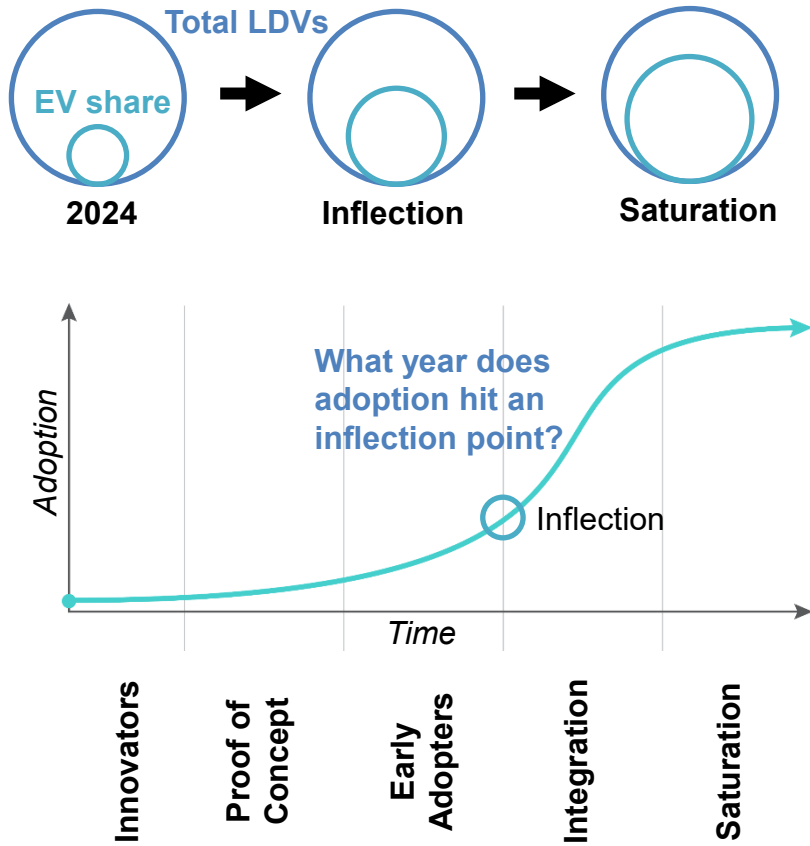 Total LDVs
EV share
2024
Inflection
Saturation
What year does
adoption hit an
inflection point?
Adoption
Inflection
Time
Innovators
Proof of
Concept
Early
Adopters
Integration
Saturation